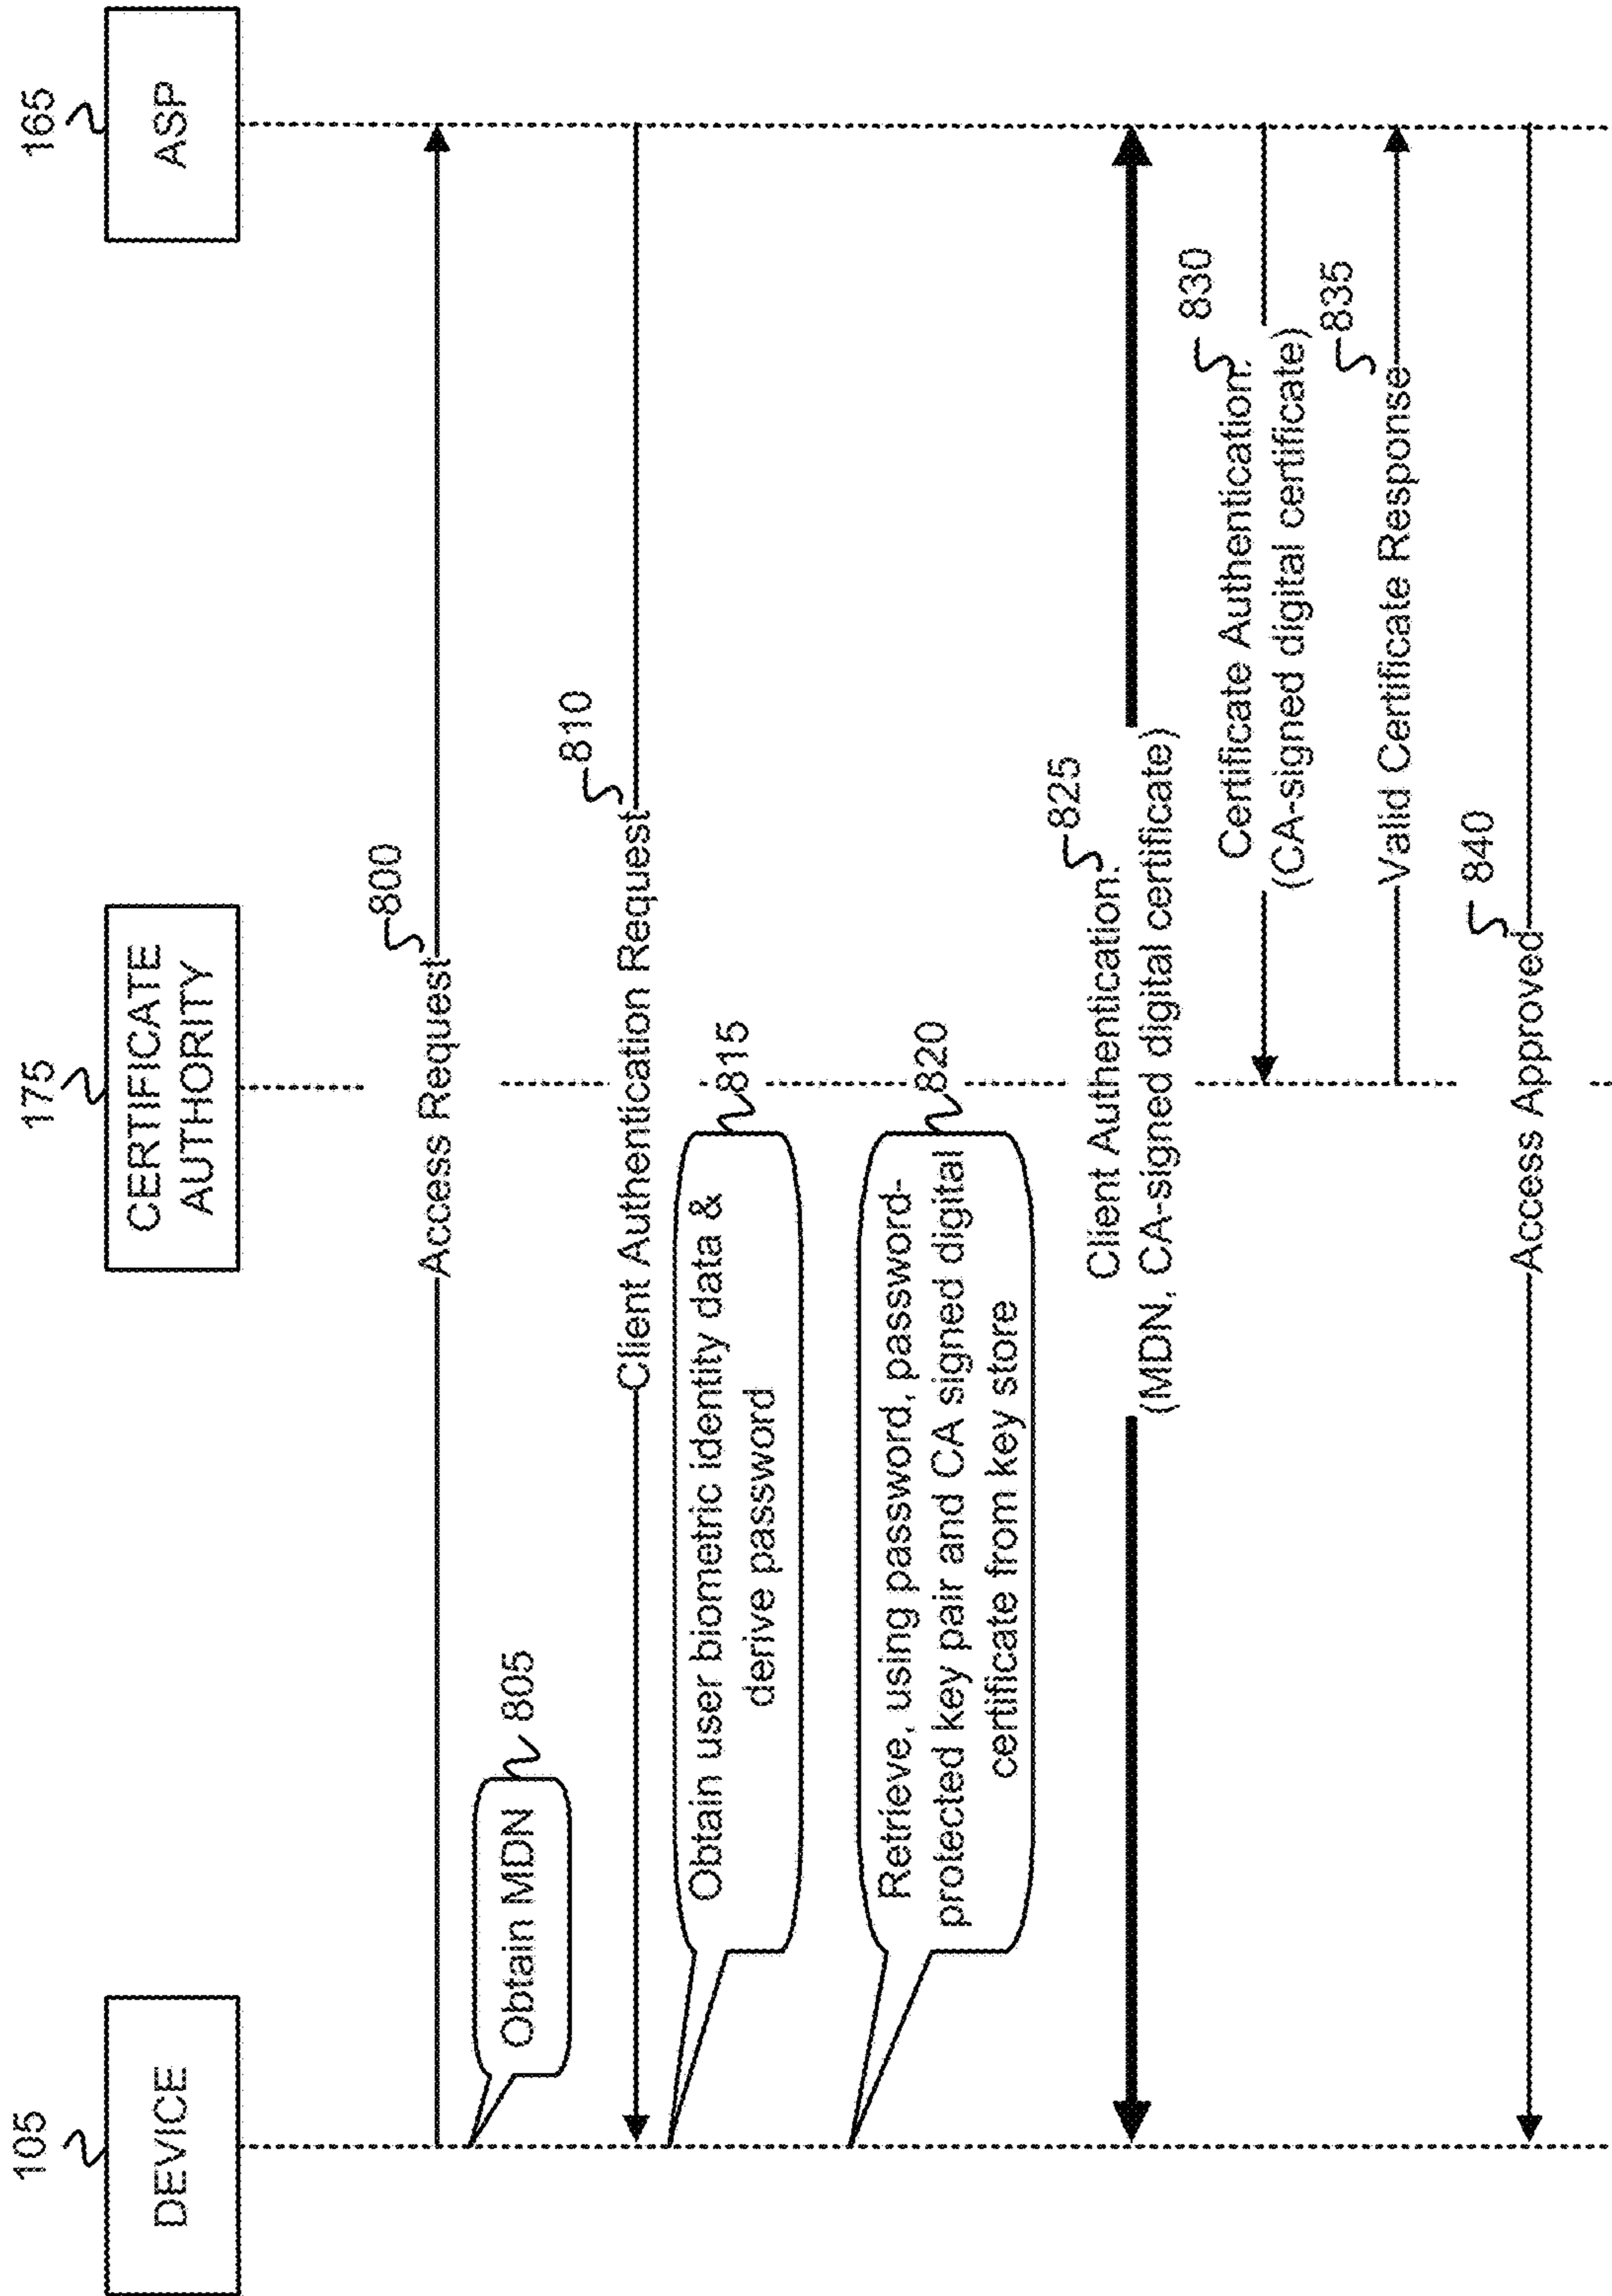 105
DEVICE
175
CERTIFICATE
AUTHORITY
165
ASP
800
Access Request
Obtain MDN
805
810
Client Authentication Request
Obtain user biometric identity data &
derive password
815
Retrieve, using password, password-
protected key pair and CA signed digital
certificate from key store
820
825
Client Authentication:
(MDN, CA-signed digital certificate)
830
Certificate Authentication:
(CA-signed digital certificate)
835
Valid Certificate Response
840
Access Approved